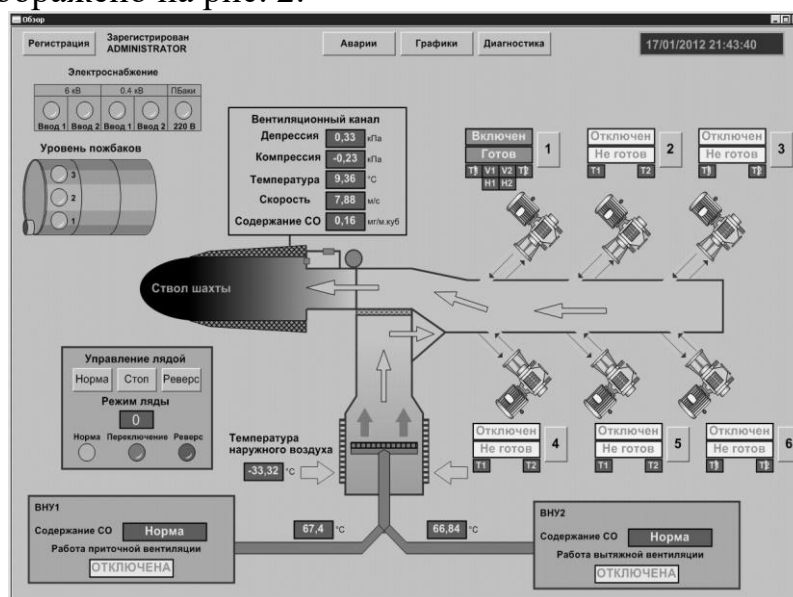 ображено на рис. 2.
Обзор
Регистрация
Зарегистрирован
ADMINISTRATOR
Аварии
Графики
Диагностика
17/01/2012 21:43:40
Электроснабжение
6 кВ 0.4 кВ ПБаки
Ввод 1 Ввод 2 Ввод 1 Ввод 2 220 В
Уровень пожбаков
3
2
1
Вентиляционный канал
Депрессия 0,33 кПа
Компрессия -0,23 кПа
Температура 9,36 °C
Скорость 7,88 м/с
Содержание СО 0,16 мг/м.куб
Включен
Готов
1
T1 V1 V2 T2
H1 H2
Отключен
Не готов
2
T1 T2
Отключен
Не готов
3
Ствол шахты
Управление лядой
Норма Стоп Реверс
Режим ляды
0
Норма Переключение Реверс
Температура
наружного воздуха
-33,32 °C
Отключен
Не готов
4
T1 T2
Отключен
Не готов
5
T1 T2
Отключен
Не готов
6
ВНУ1
Содержание СО Норма
Работа приточной вентиляции
ОТКЛЮЧЕНА
67,4 °C
66,84 °C
ВНУ2
Содержание СО Норма
Работа вытяжной вентиляции
ОТКЛЮЧЕНА